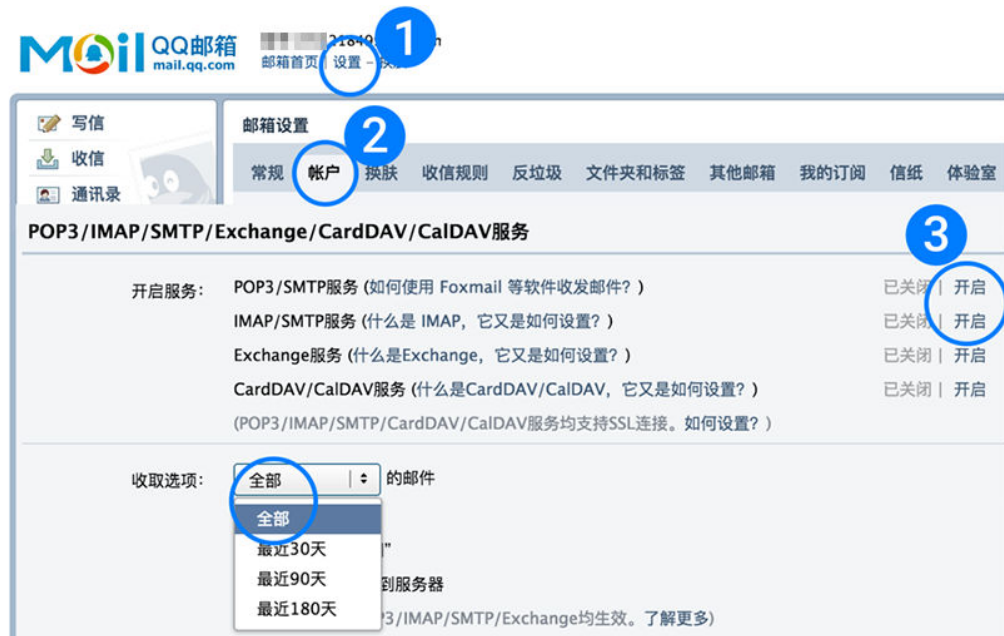 1
Mail QQ邮箱
mail.qq.com
邮箱首页 | 设置 -
写信
收信
通讯录
邮箱设置
2
常规 帐户 换肤 收信规则 反垃圾 文件夹和标签 其他邮箱 我的订阅 信纸 体验室
POP3/IMAP/SMTP/Exchange/CardDAV/CalDAV服务
3
开启服务: POP3/SMTP服务 (如何使用 Foxmail 等软件收发邮件? ) 已关闭 | 开启
IMAP/SMTP服务 (什么是 IMAP，它又是如何设置? ) 已关闭 | 开启
Exchange服务 (什么是Exchange，它又是如何设置? ) 已关闭 | 开启
CardDAV/CalDAV服务 (什么是CardDAV/CalDAV，它又是如何设置? ) 已关闭 | 开启
(POP3/IMAP/SMTP/CardDAV/CalDAV服务均支持SSL连接。如何设置? )
收取选项: 全部 的邮件
全部
最近30天 "
最近90天 到服务器
最近180天 P3/IMAP/SMTP/Exchange均生效。了解更多)